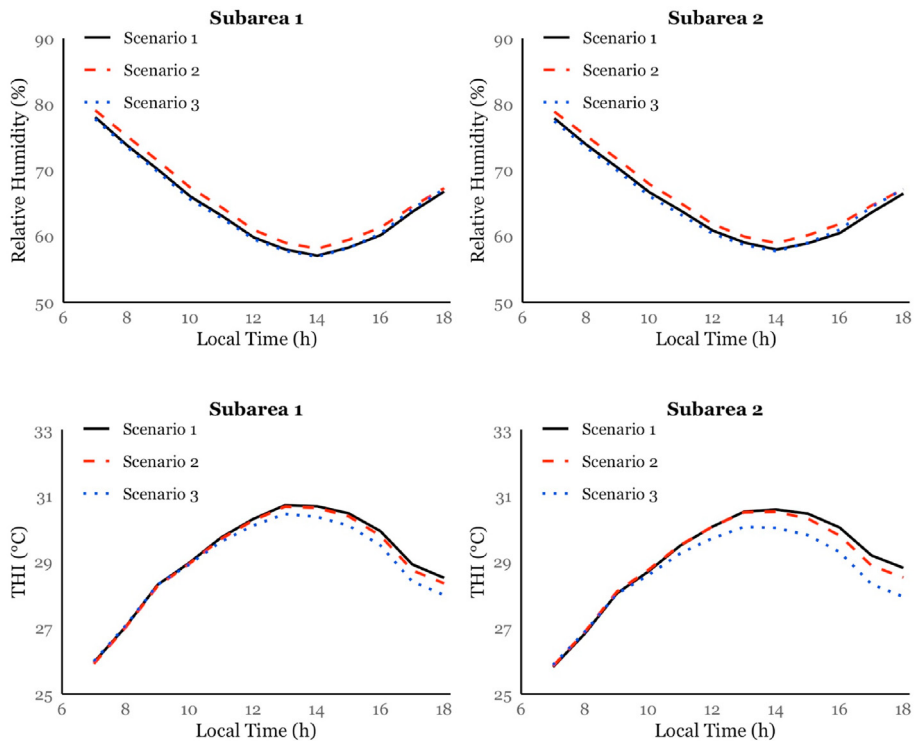 Subarea 1
Relative Humidity (%)
90
80
70
60
50
Scenario 1
Scenario 2
Scenario 3
6 8 10 12 14 16 18
Local Time (h)
Subarea 2
Relative Humidity (%)
90
80
70
60
50
Scenario 1
Scenario 2
Scenario 3
6 8 10 12 14 16 18
Local Time (h)
Subarea 1
THI (°C)
33
31
29
27
25
Scenario 1
Scenario 2
Scenario 3
6 8 10 12 14 16 18
Local Time (h)
Subarea 2
THI (°C)
33
31
29
27
25
Scenario 1
Scenario 2
Scenario 3
6 8 10 12 14 16 18
Local Time (h)